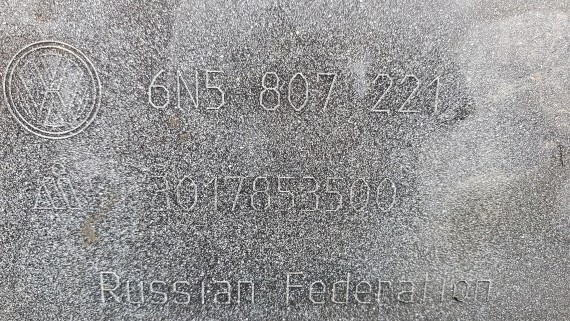 6N5 807 221
3017853500
Russian Federation